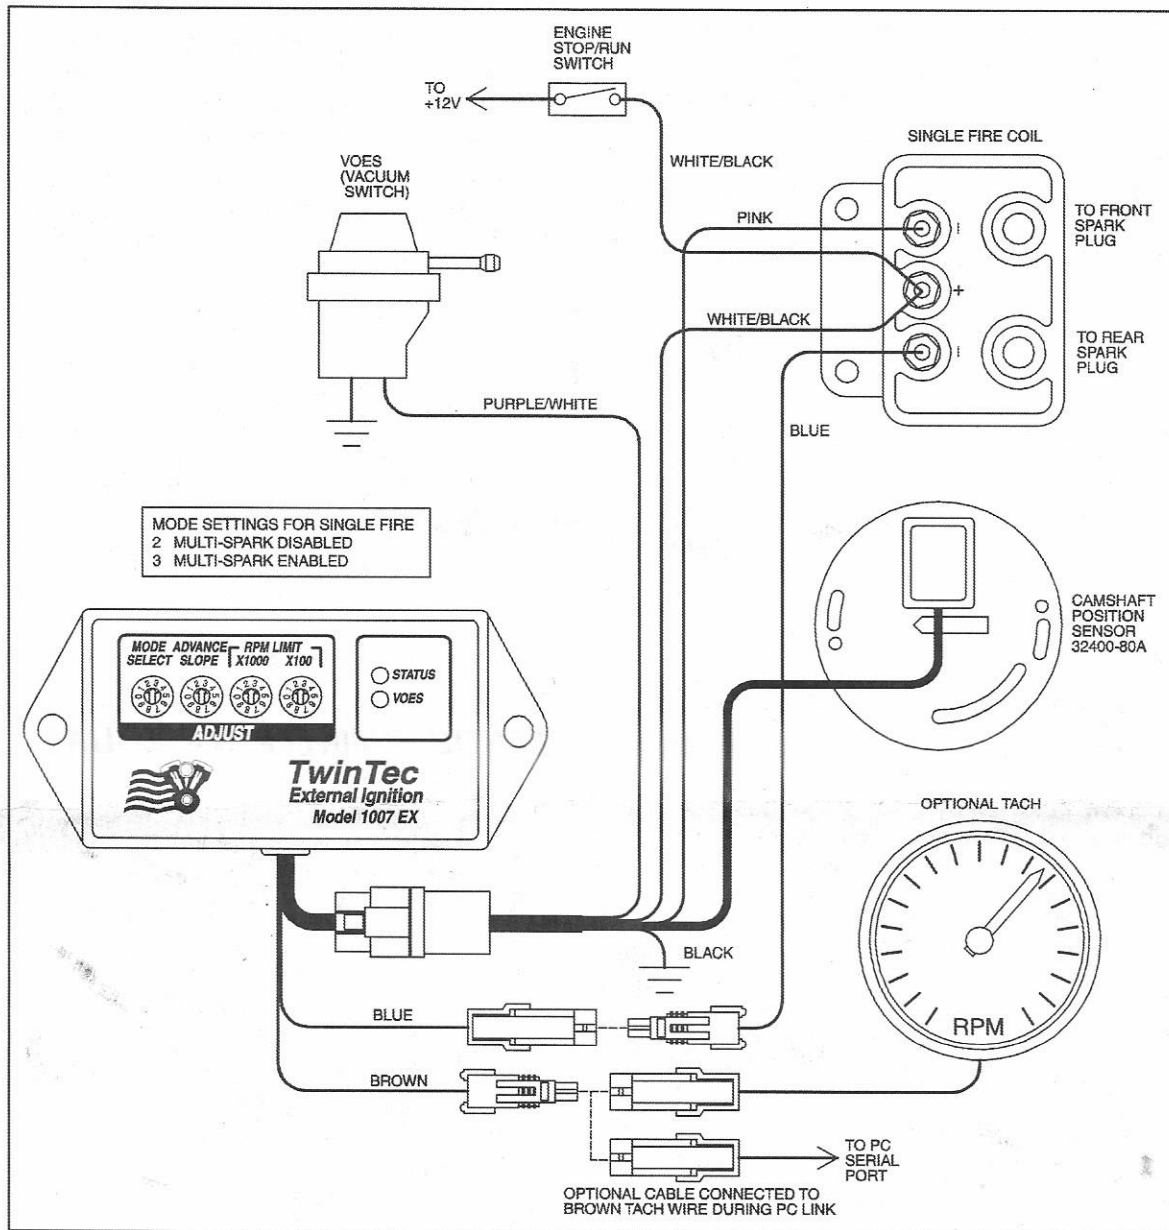 ENGINE
STOP/RUN
SWITCH
TO
+12V
SINGLE FIRE COIL
VOES
(VACUUM
SWITCH)
WHITE/BLACK
PINK
TO FRONT
SPARK
PLUG
+
WHITE/BLACK
TO REAR
SPARK
PLUG
PURPLE/WHITE
BLUE
MODE SETTINGS FOR SINGLE FIRE
2 MULTI-SPARK DISABLED
3 MULTI-SPARK ENABLED
CAMSHAFT
POSITION
SENSOR
32400-80A
MODE ADVANCE RPM LIMIT
SELECT SLOPE X1000 X100
STATUS
VOES
ADJUST
TwinTec
External Ignition
Model 1007 EX
OPTIONAL TACH
BLACK
BLUE
RPM
BROWN
TO PC
SERIAL
PORT
OPTIONAL CABLE CONNECTED TO
BROWN TACH WIRE DURING PC LINK